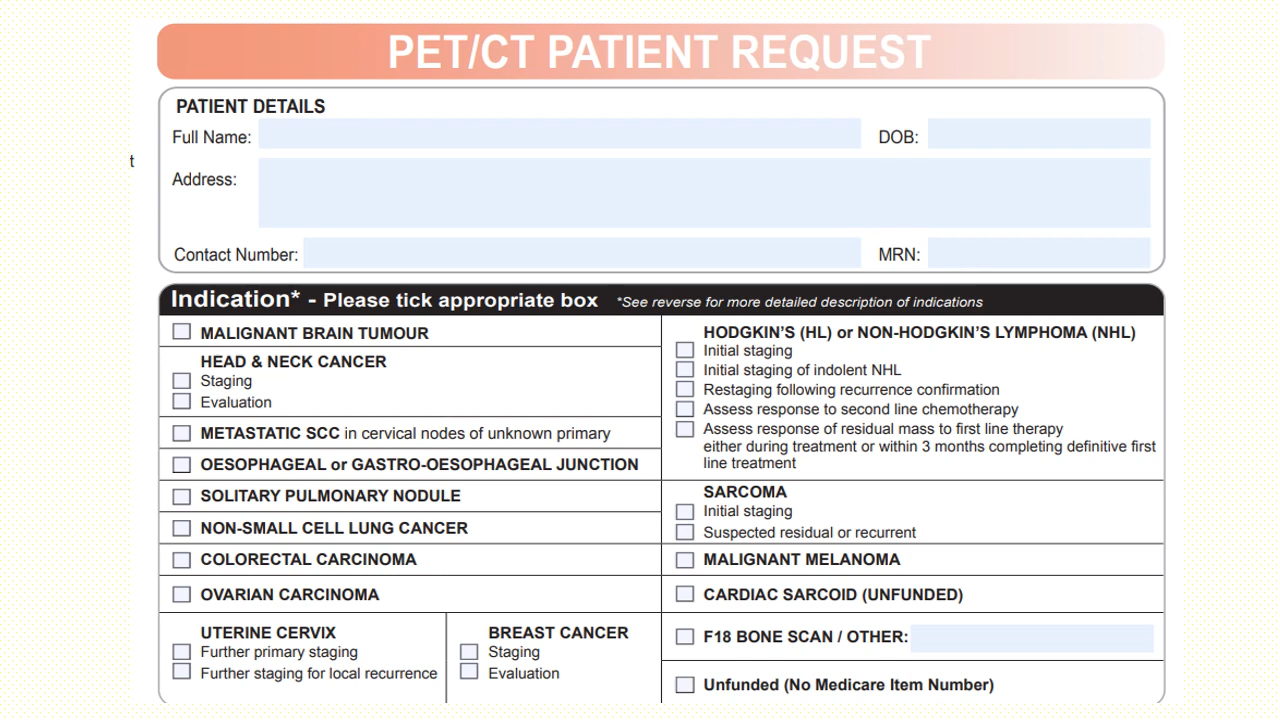 PET/CT PATIENT REQUEST
PATIENT DETAILS
Full Name:
DOB:
t
Address:
Contact Number:
MRN:
Indication* - Please tick appropriate box *See reverse for more detailed description of indications
MALIGNANT BRAIN TUMOUR
HEAD & NECK CANCER
Staging
Evaluation
METASTATIC SCC in cervical nodes of unknown primary
OESOPHAGEAL or GASTRO-OESOPHAGEAL JUNCTION
SOLITARY PULMONARY NODULE
NON-SMALL CELL LUNG CANCER
COLORECTAL CARCINOMA
OVARIAN CARCINOMA
UTERINE CERVIX
Further primary staging
Further staging for local recurrence
BREAST CANCER
Staging
Evaluation
HODGKIN'S (HL) or NON-HODGKIN'S LYMPHOMA (NHL)
Initial staging
Initial staging of indolent NHL
Restaging following recurrence confirmation
Assess response to second line chemotherapy
Assess response of residual mass to first line therapy
either during treatment or within 3 months completing definitive first
line treatment
SARCOMA
Initial staging
Suspected residual or recurrent
MALIGNANT MELANOMA
CARDIAC SARCOID (UNFUNDED)
F18 BONE SCAN / OTHER:
Unfunded (No Medicare Item Number)